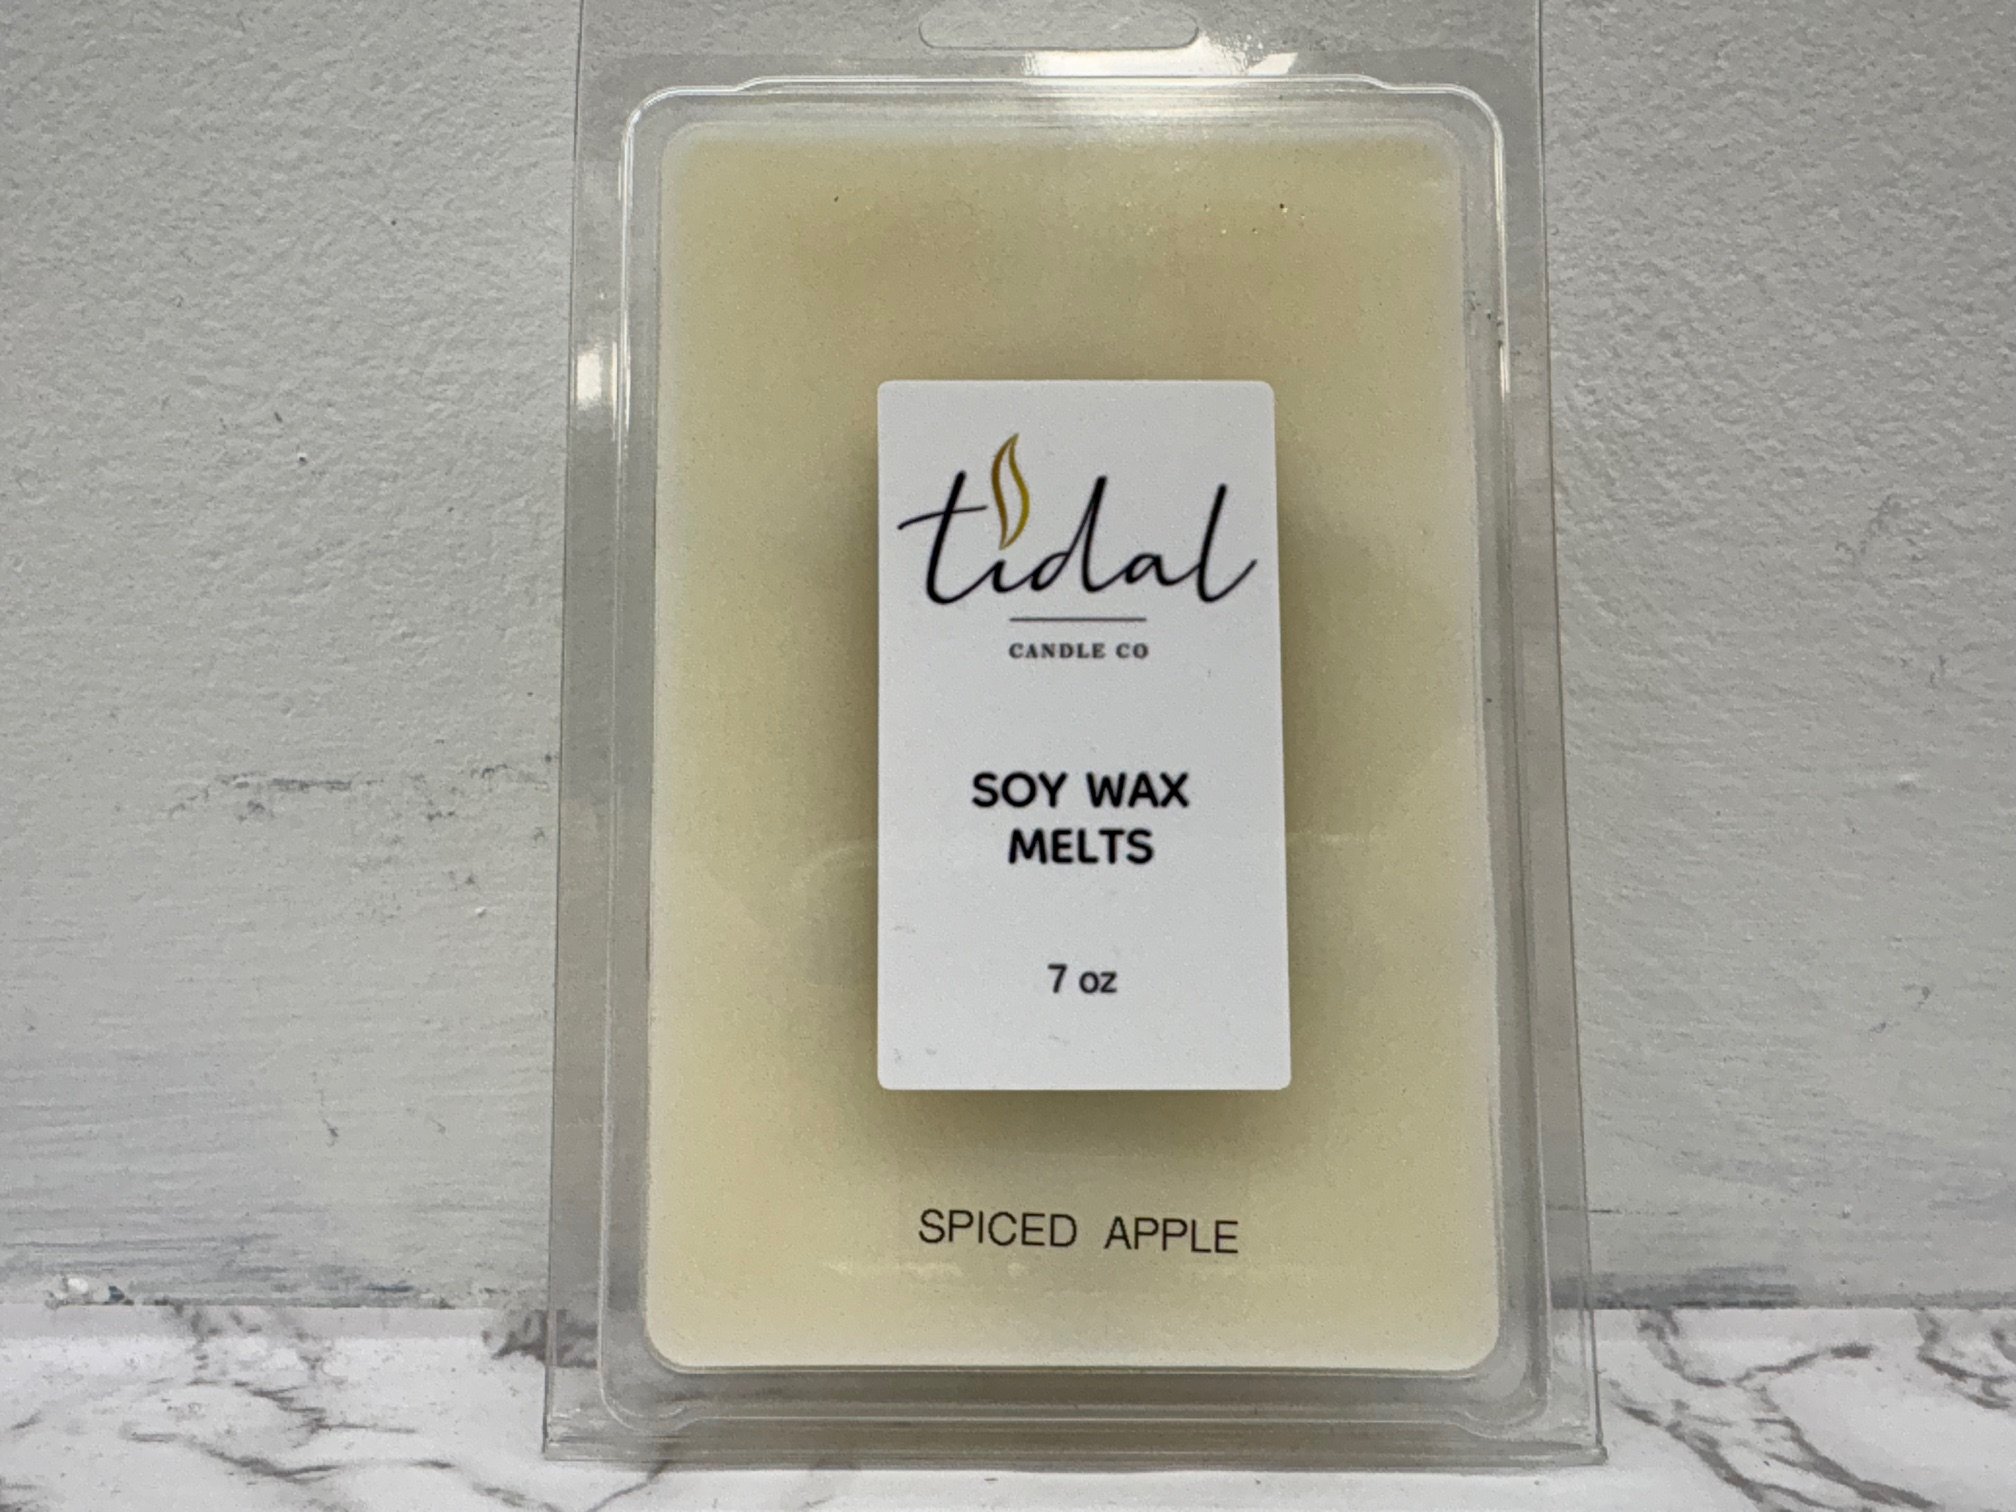 tidal
CANDLE CO
SOY WAX
MELTS
7 oz
SPICED APPLE